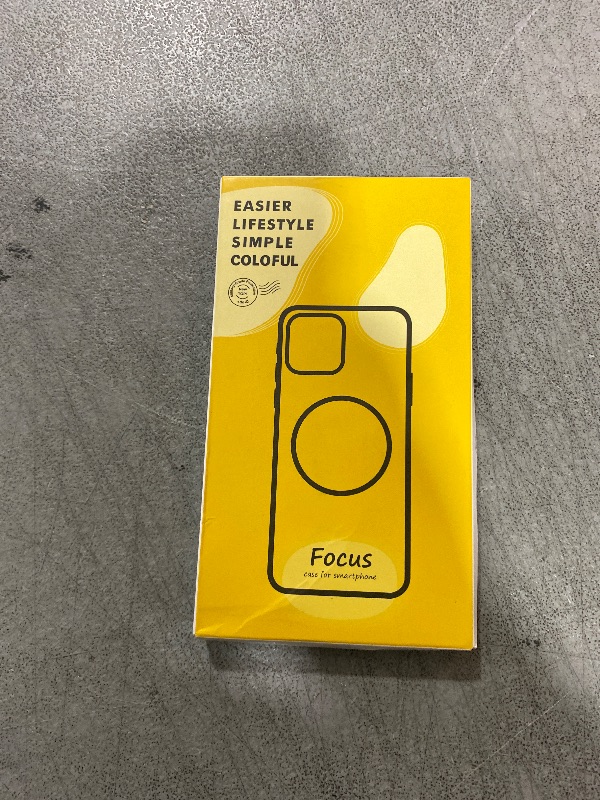 EASIER
LIFESTYLE
SIMPLE
COLOFUL
Focus
case for smartphone